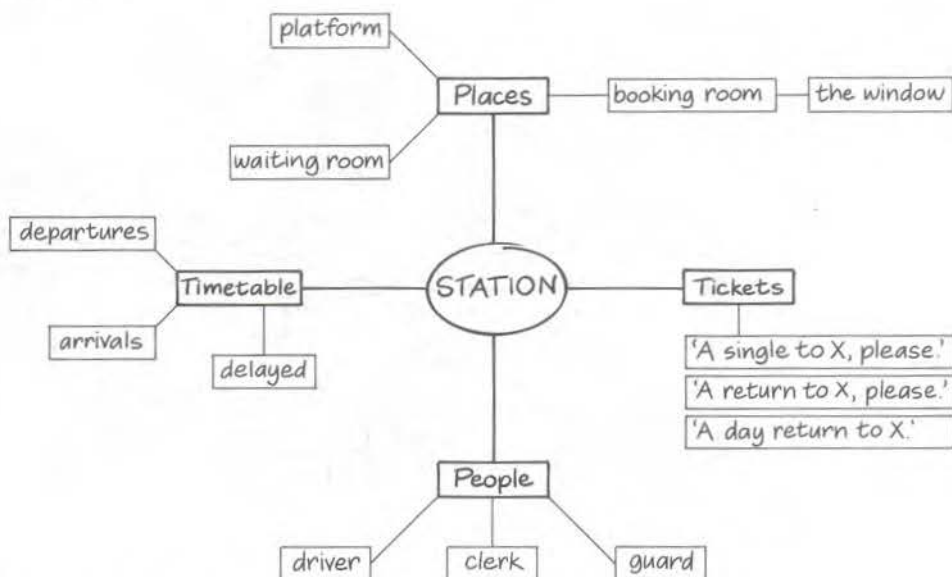 platform
Places
booking room
the window
waiting room
departures
Timetable
STATION
Tickets
arrivals
delayed
'A single to X, please.'
'A return to X, please.'
'A day return to X.'
People
driver
clerk
guard